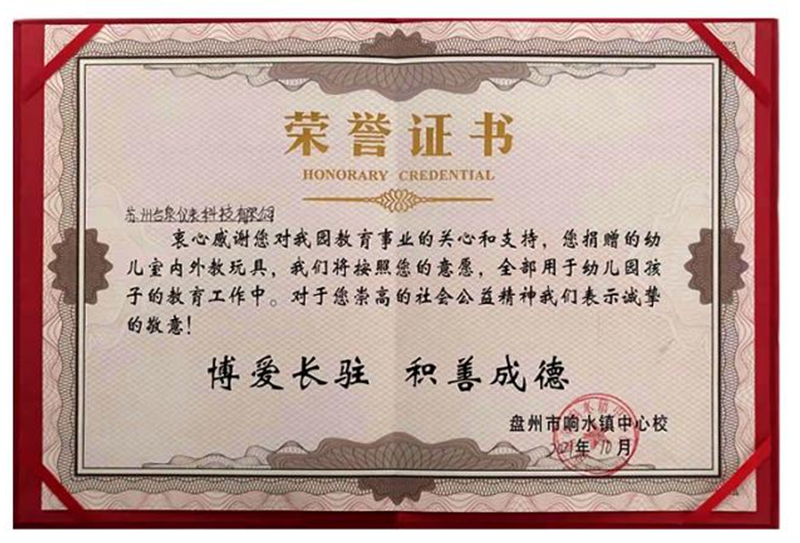 荣誉证书
HONORARY CREDENTIAL
苏州台泉仪表科技有限公司
衷心感谢您对我园教育事业的关心和支持，您捐赠的幼
儿室内外教玩具，我们将按照您的意愿，全部用于幼儿园孩
子的教育工作中。对于您崇高的社会公益精神我们表示诚挚
的敬意！
博爱长驻 积善成德
盘州市响水镇中心校
2021年10月